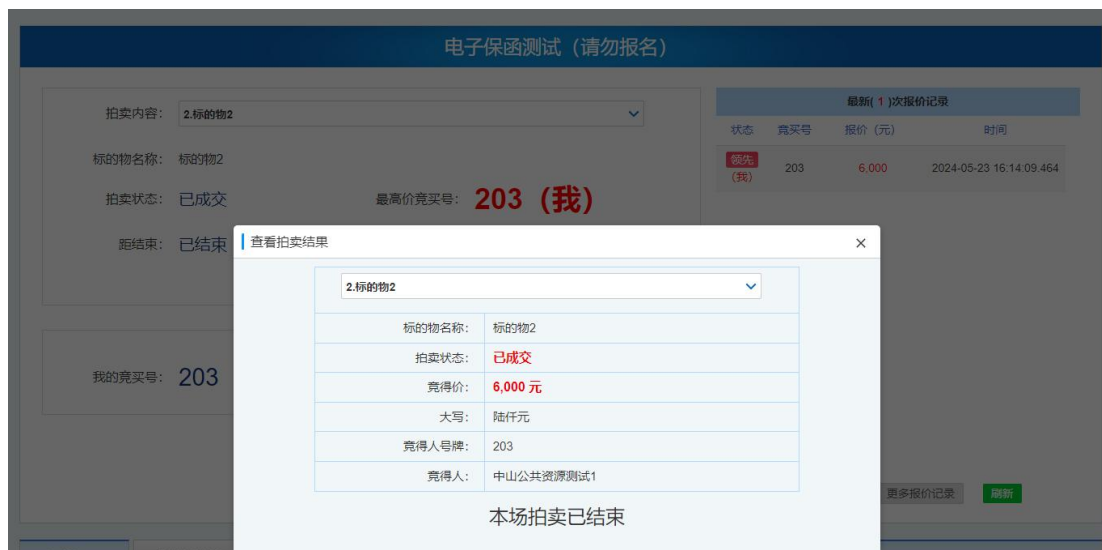 电子保函测试（请勿报名）
拍卖内容： 2.标的物2
标的物名称： 标的物2
拍卖状态： 已成交 最高价竞买号： 203（我）
距结束： 已结束
我的竞买号： 203
最新( 1 )次报价记录
状态 竞买号 报价（元） 时间
领先
(我) 203 6,000 2024-05-23 16:14:09.464
查看拍卖结果 ×
2.标的物2
标的物名称： 标的物2
拍卖状态： 已成交
竞得价： 6,000 元
大写： 陆仟元
竞得人号牌： 203
竞得人： 中山公共资源测试1
本场拍卖已结束
更多报价记录 刷新